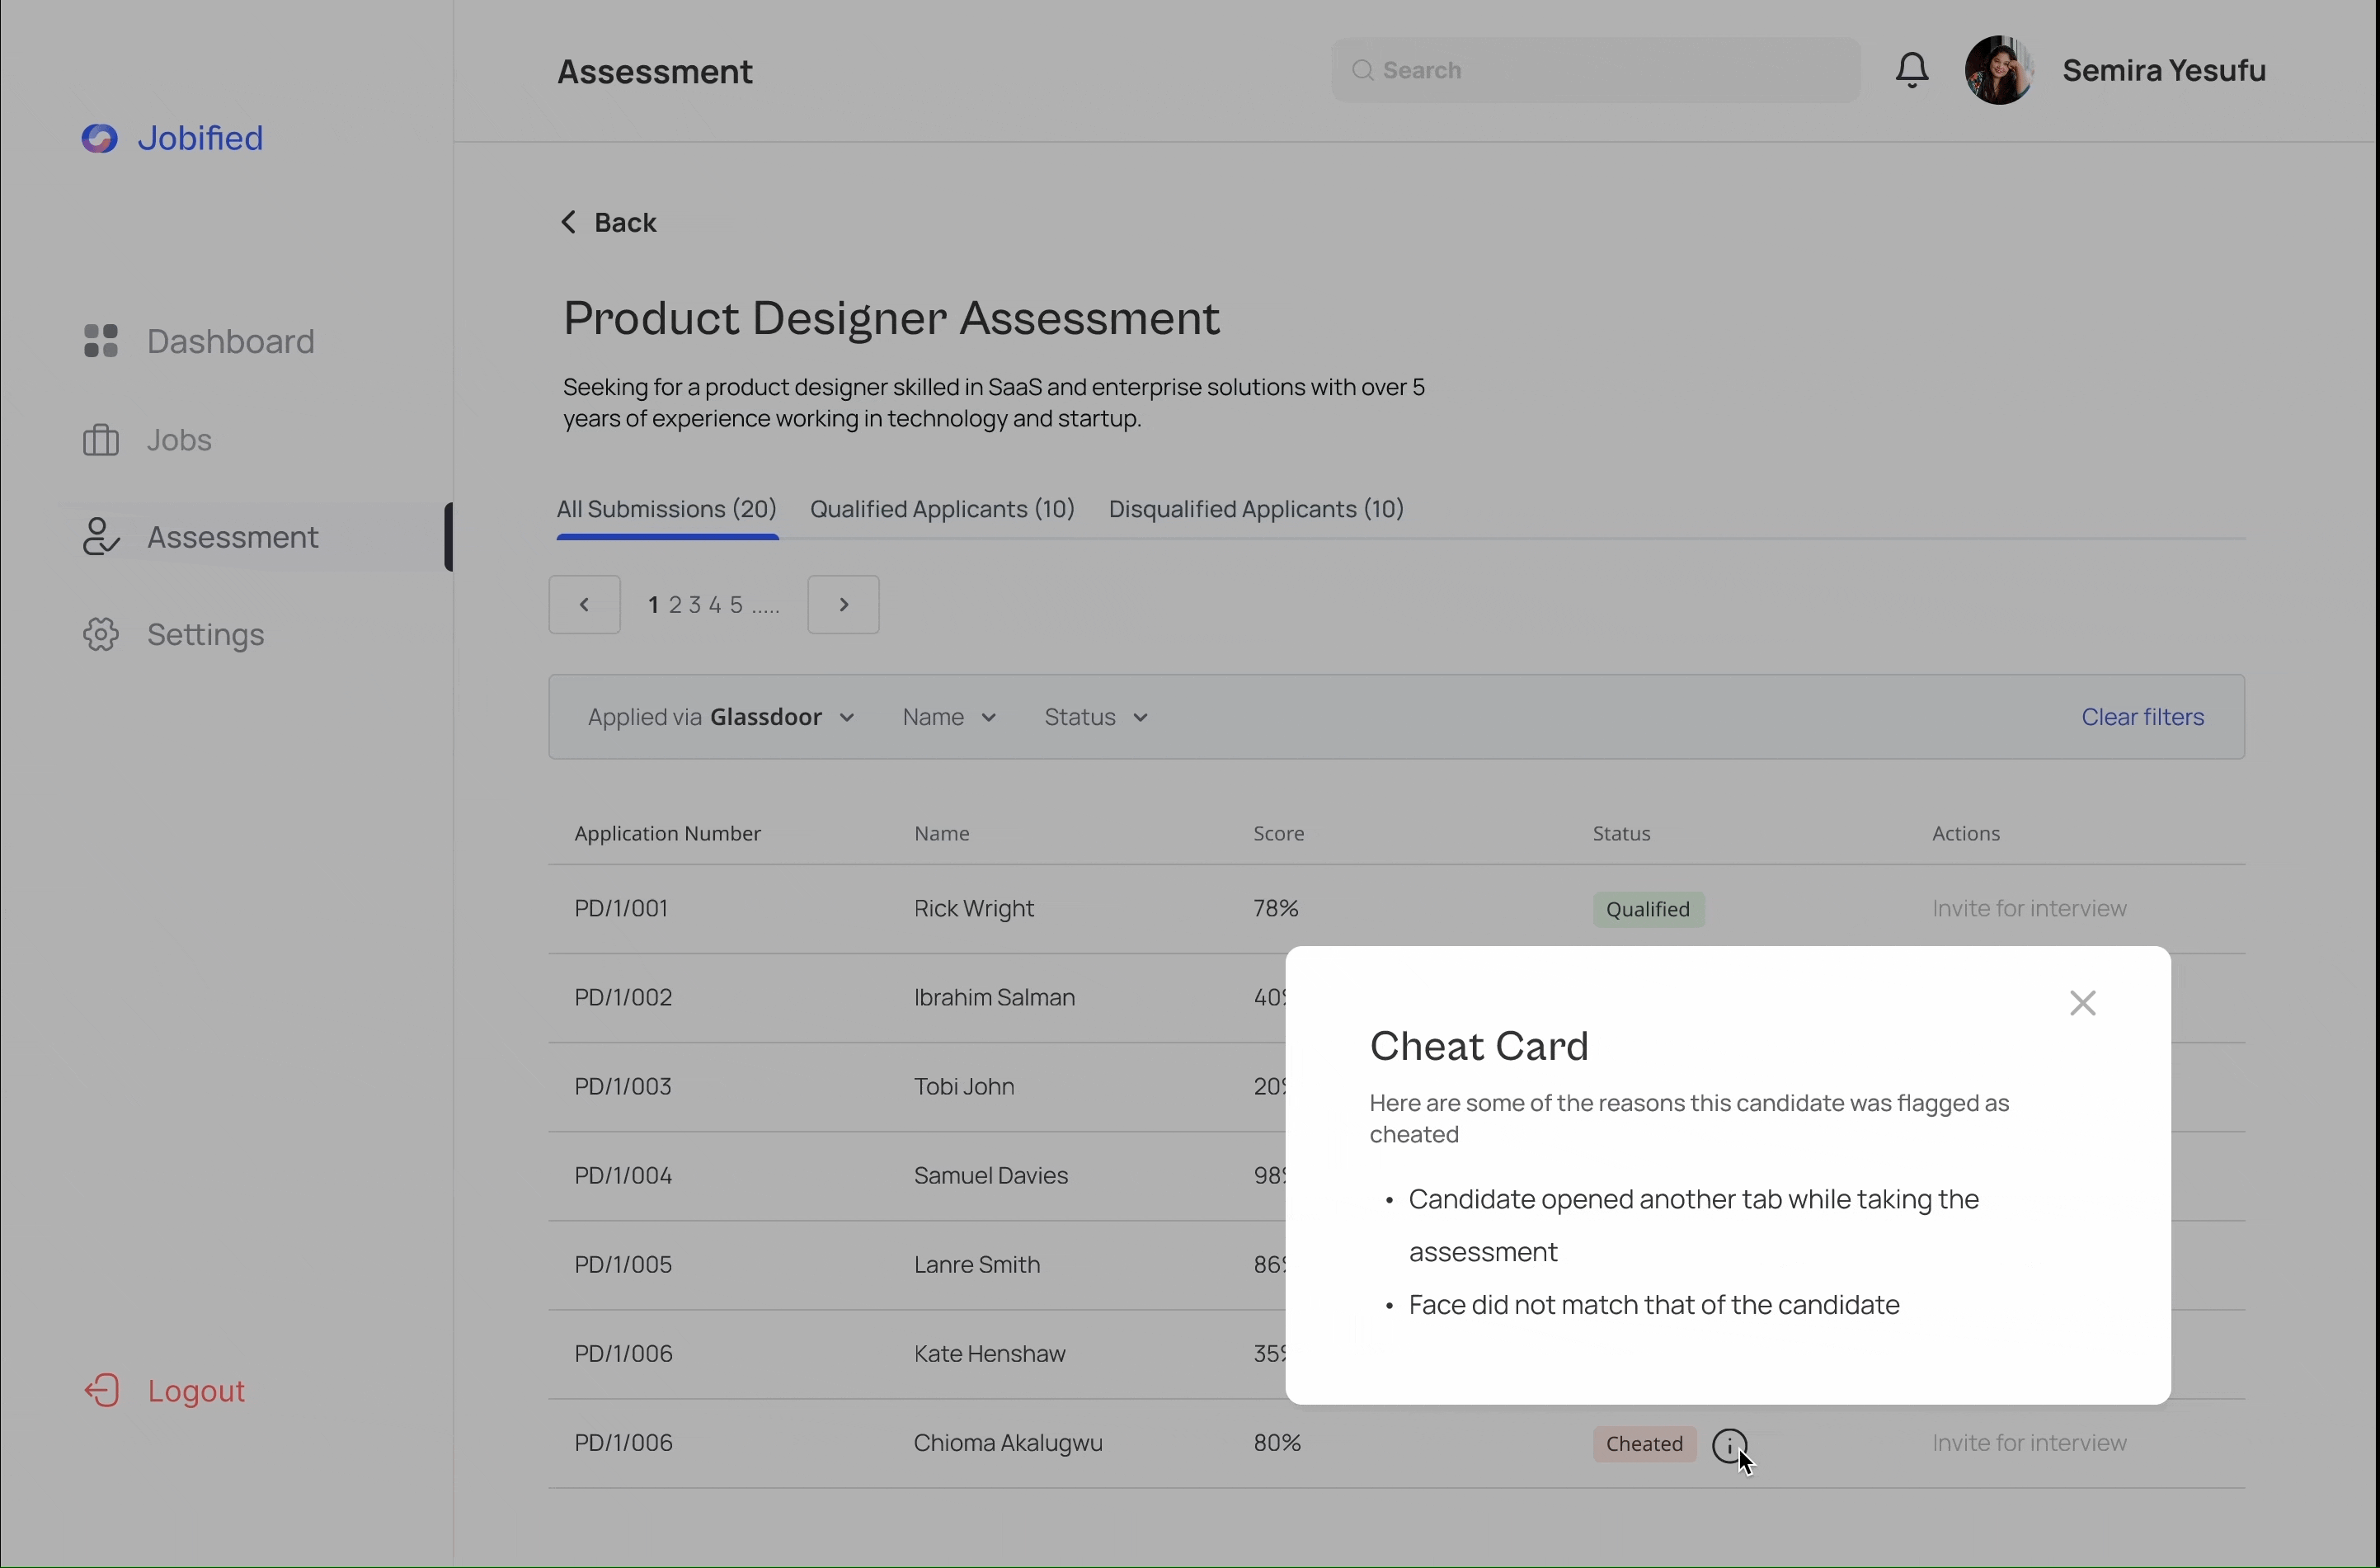 Assessment
Search
Semira Yesufu
Jobified
Back
Product Designer Assessment
Dashboard
Seeking for a product designer skilled in SaaS and enterprise solutions with over 5
years of experience working in technology and startup.
Jobs
All Submissions (20) Qualified Applicants (10) Disqualified Applicants (10)
Assessment
1 2 3 4 5 .....
Settings
Applied via Glassdoor Name Status Clear filters
Application Number Name Score Status Actions
PD/1/001 Rick Wright 78% Qualified Invite for interview
PD/1/002 Ibrahim Salman 40%
PD/1/003 Tobi John 20%
PD/1/004 Samuel Davies 98%
PD/1/005 Lanre Smith 86%
PD/1/006 Kate Henshaw 35%
PD/1/006 Chioma Akalugwu 80% Cheated Invite for interview
Cheat Card
Here are some of the reasons this candidate was flagged as
cheated
• Candidate opened another tab while taking the
assessment
• Face did not match that of the candidate
Logout